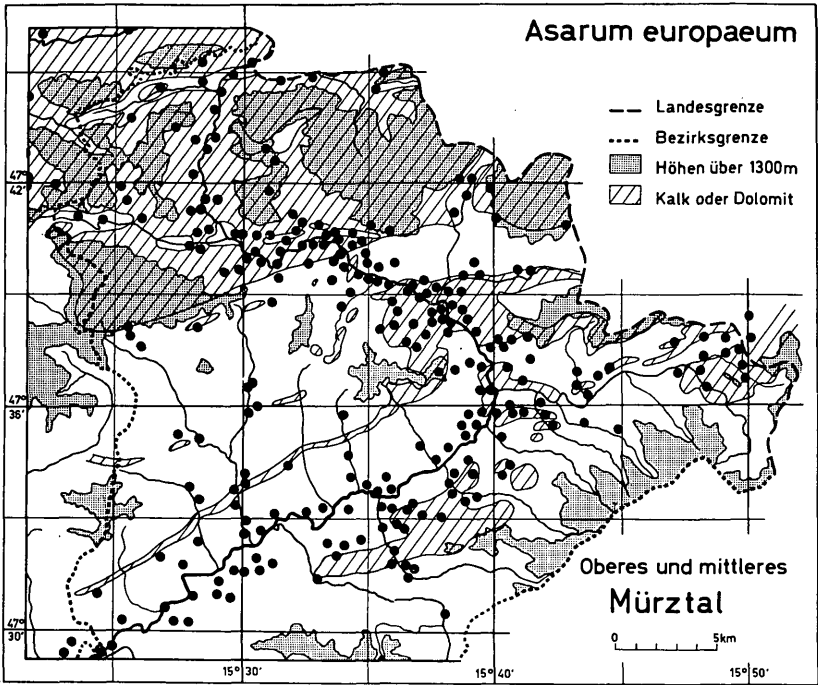 Asarum europaeum
Landesgrenze
Bezirksgrenze
Höhen über 1300m
Kalk oder Dolomit
47°
42'
47°
36'
47°
30'
Oberes und mittleres
Mürztal
0 5km
15° 30'
15° 40'
15° 50'